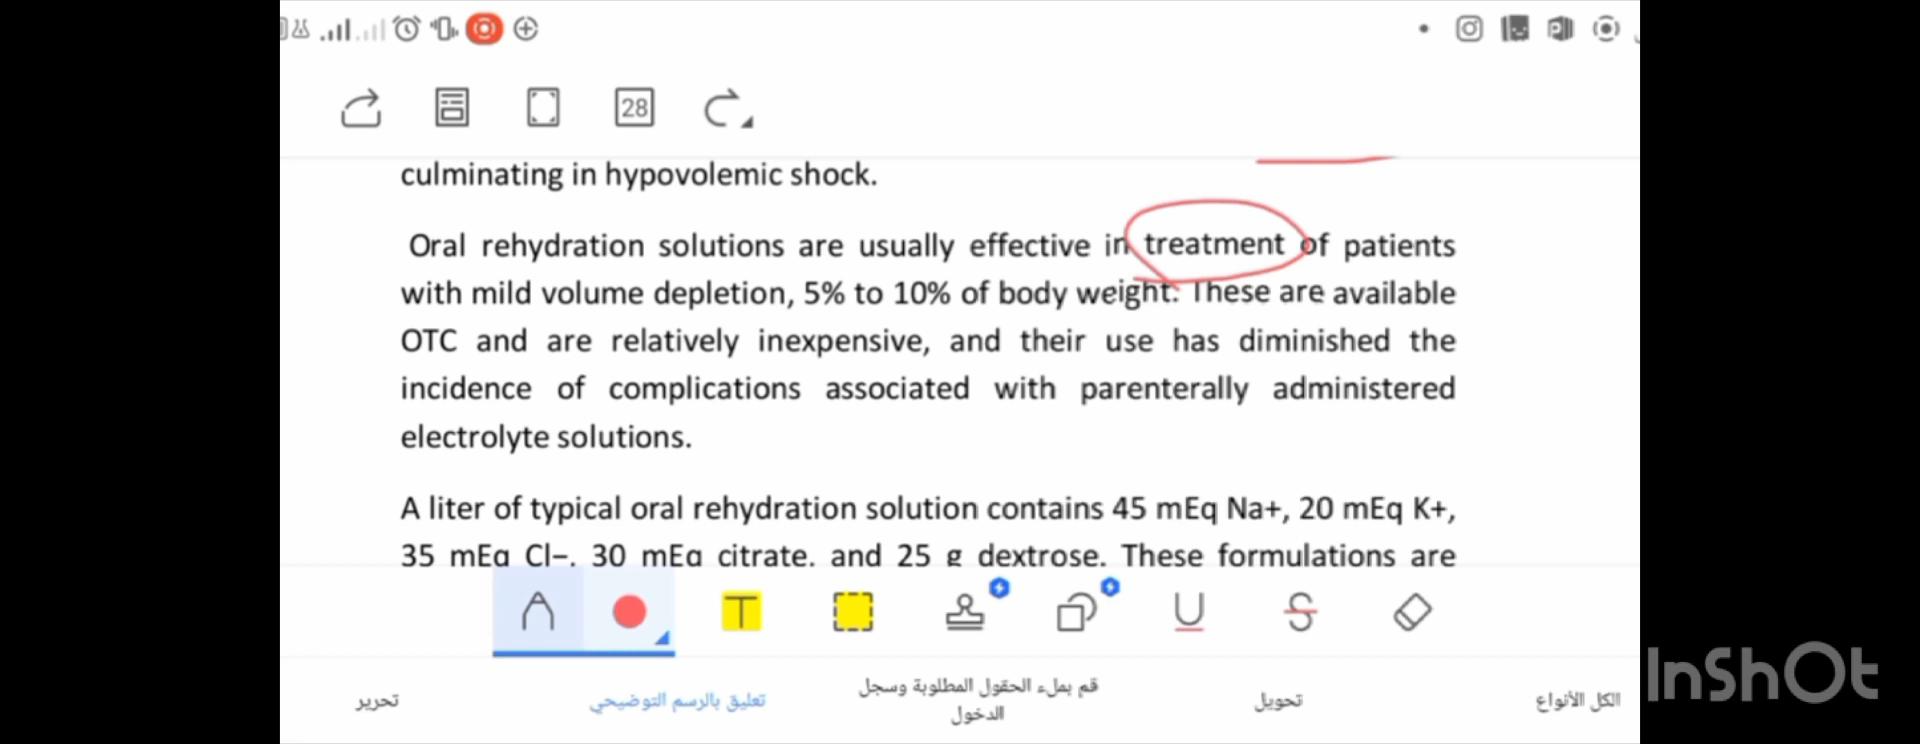 28
culminating in hypovolemic shock.
Oral rehydration solutions are usually effective in treatment of patients
with mild volume depletion, 5% to 10% of body weight. These are available
OTC and are relatively inexpensive, and their use has diminished the
incidence of complications associated with parenterally administered
electrolyte solutions.
A liter of typical oral rehydration solution contains 45 mEq Na+, 20 mEq K+,
35 mEq Cl−, 30 mEq citrate, and 25 g dextrose. These formulations are
تحرير
تعليق بالرسم التوضيحي
قم بملء الحقول المطلوبة وسجل
الدخول
تحويل
الكل الأنواع
InShOt